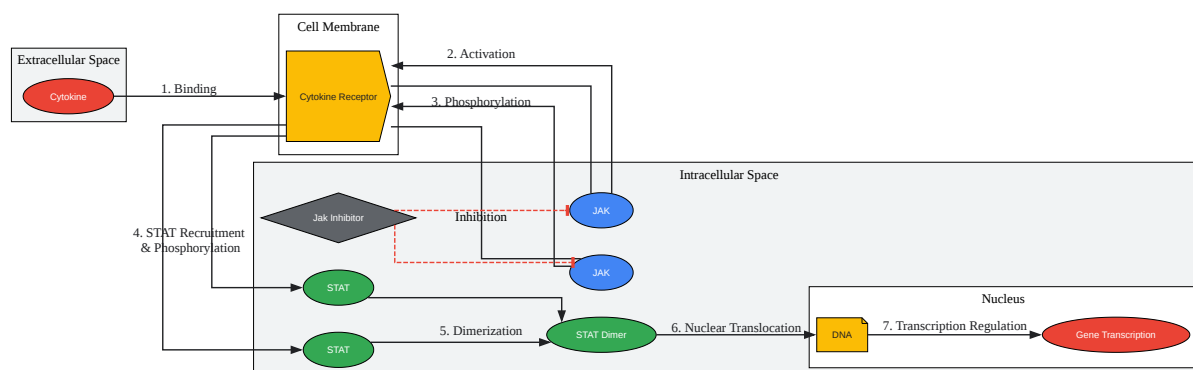 Cell Membrane
Extracellular Space
Cytokine
1. Binding
Cytokine Receptor
2. Activation
3. Phosphorylation
Intracellular Space
Jak Inhibitor
Inhibition
JAK
4. STAT Recruitment
& Phosphorylation
JAK
STAT
STAT
5. Dimerization
STAT Dimer
6. Nuclear Translocation
Nucleus
DNA
7. Transcription Regulation
Gene Transcription